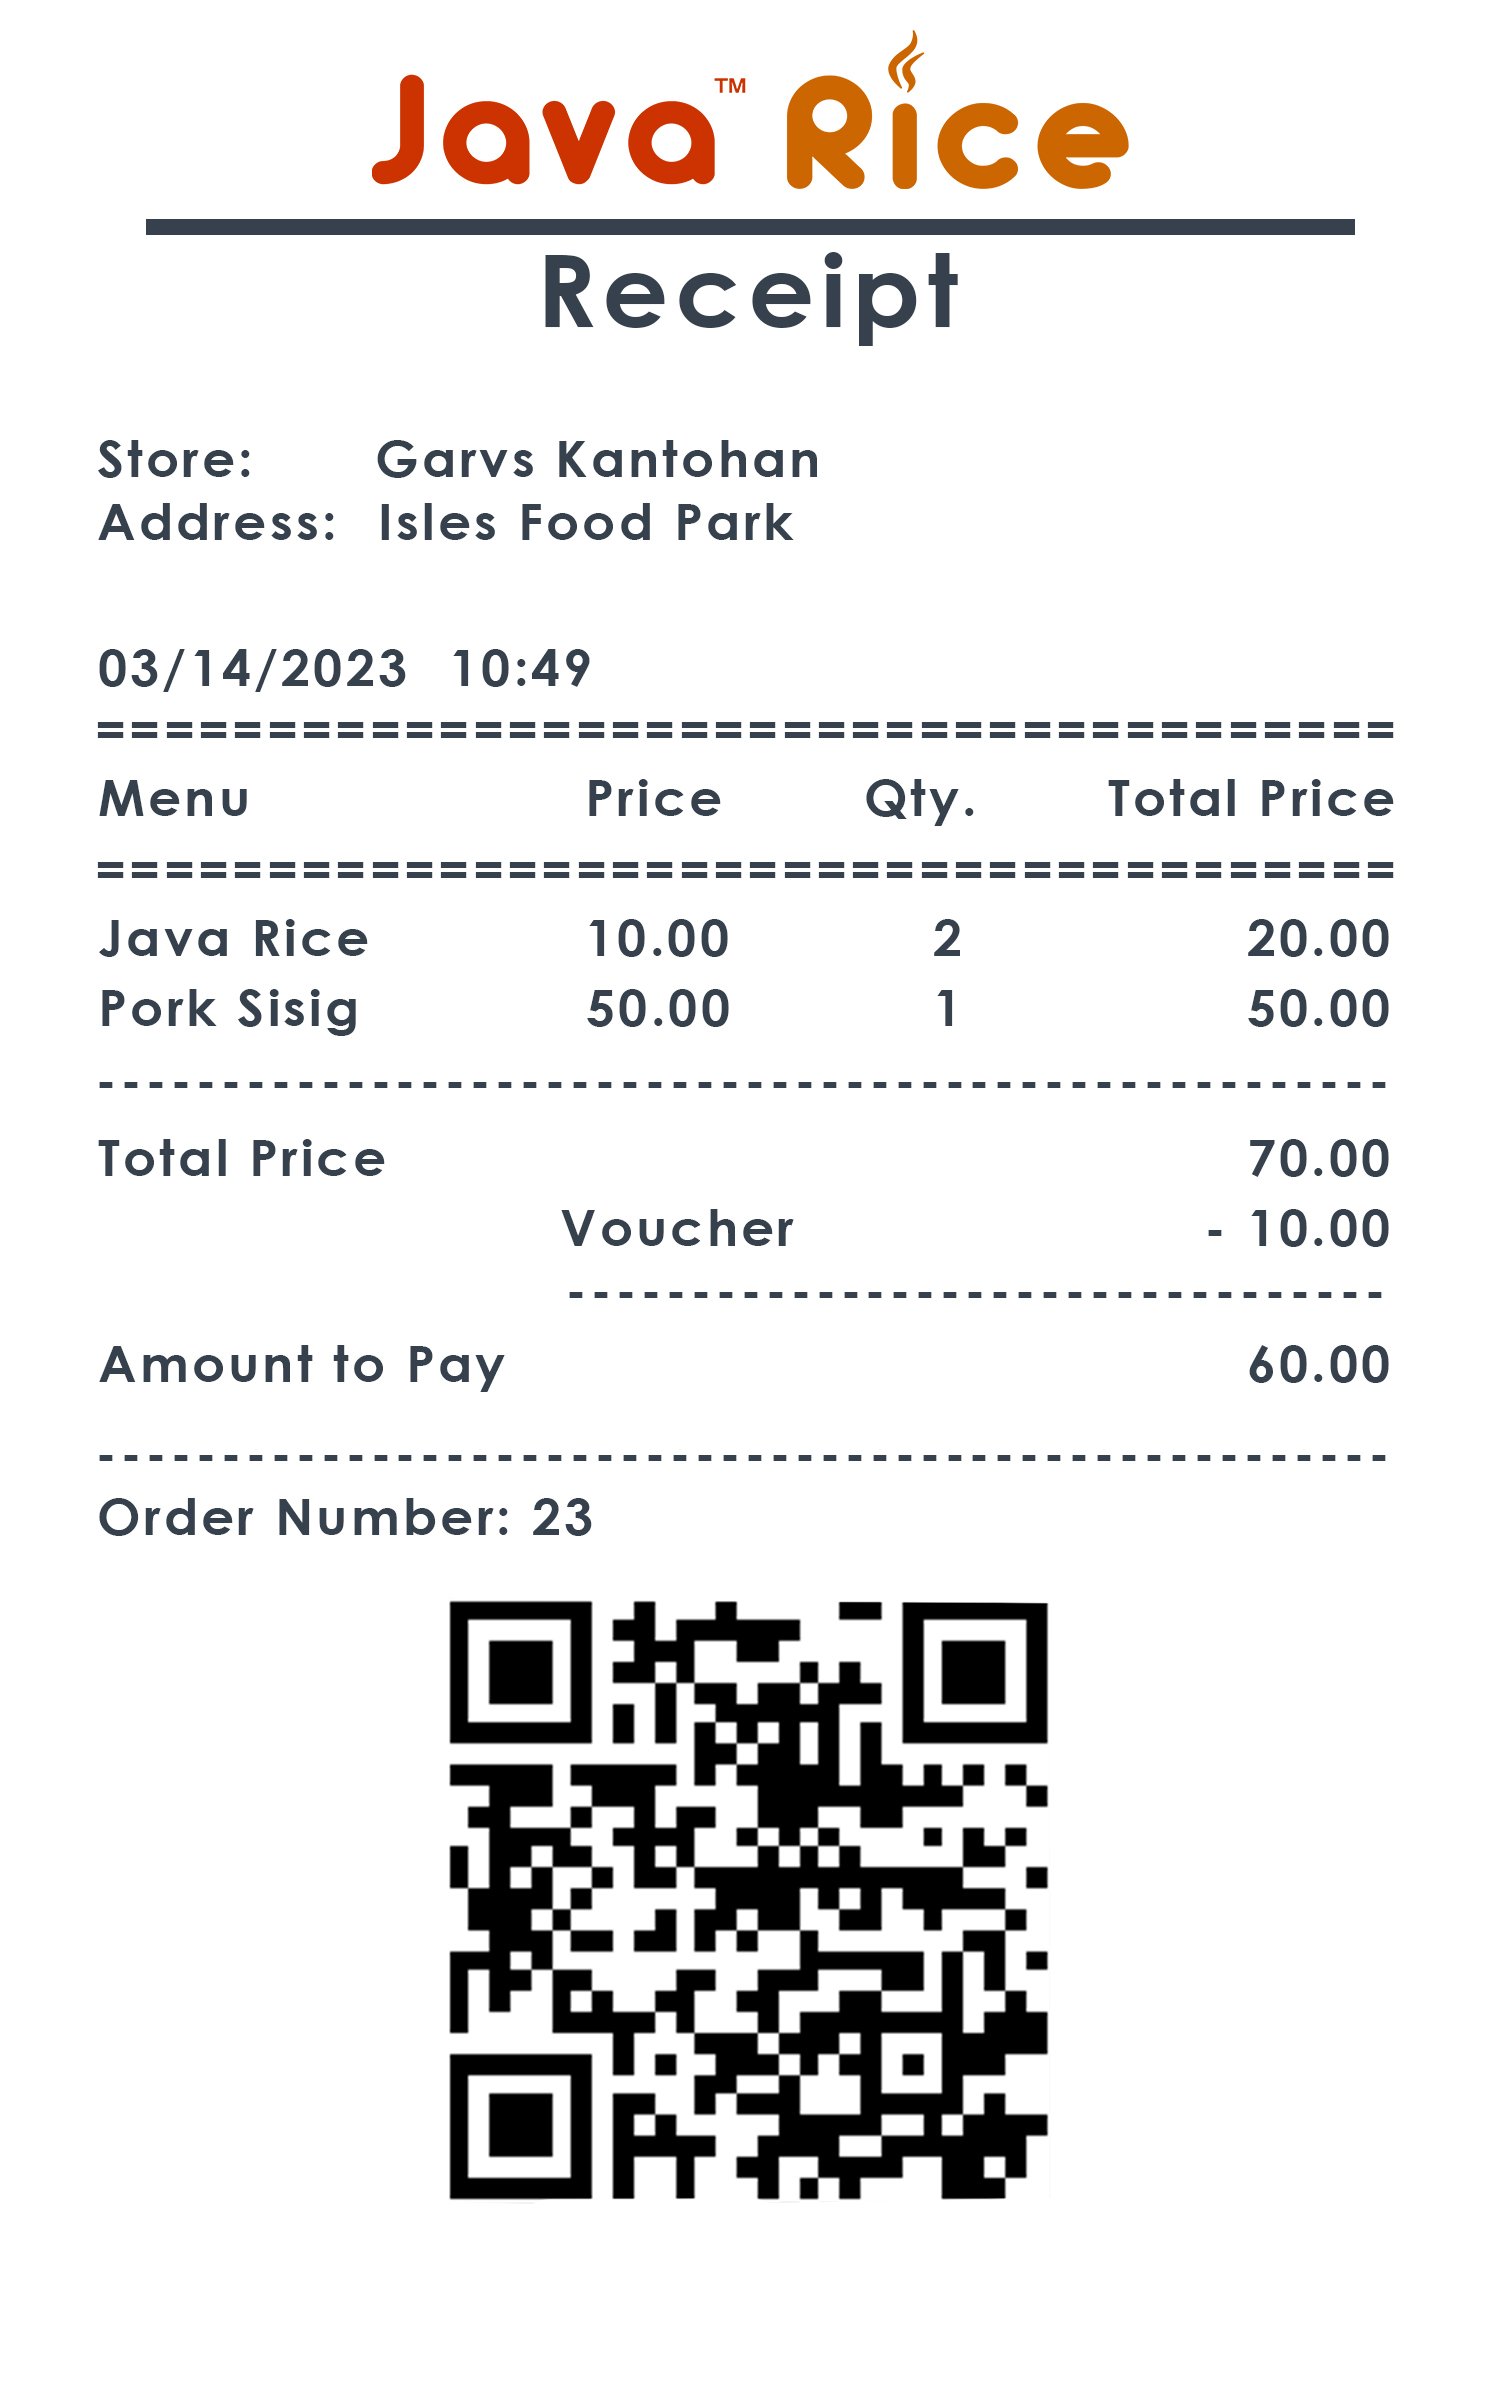 Java™ Rice
Receipt
Store: Garvs Kantohan
Address: Isles Food Park
03/14/2023 10:49
======================================
Menu Price Qty. Total Price
======================================
Java Rice 10.00 2 20.00
Pork Sisig 50.00 1 50.00
----------------------------------------------------
Total Price 70.00
Voucher - 10.00
---------------------------------
Amount to Pay 60.00
----------------------------------------------------
Order Number: 23